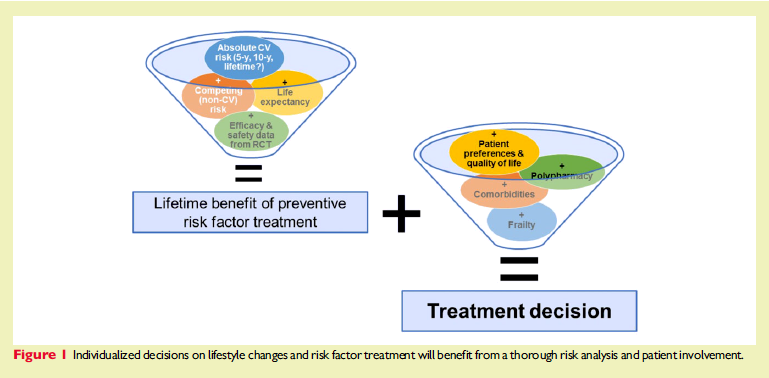 Absolute CV
risk (5-y, 10-y,
lifetime?)
+
Competing
(non-CV)
risk
+
Life
expectancy
+
Efficacy &
safety data
from RCT
=
Lifetime benefit of preventive
risk factor treatment
+
+
Patient
preferences &
quality of life
+
Polypharmacy
+
Comorbidities
+
Frailty
=
Treatment decision
Figure 1 Individualized decisions on lifestyle changes and risk factor treatment will benefit from a thorough risk analysis and patient involvement.